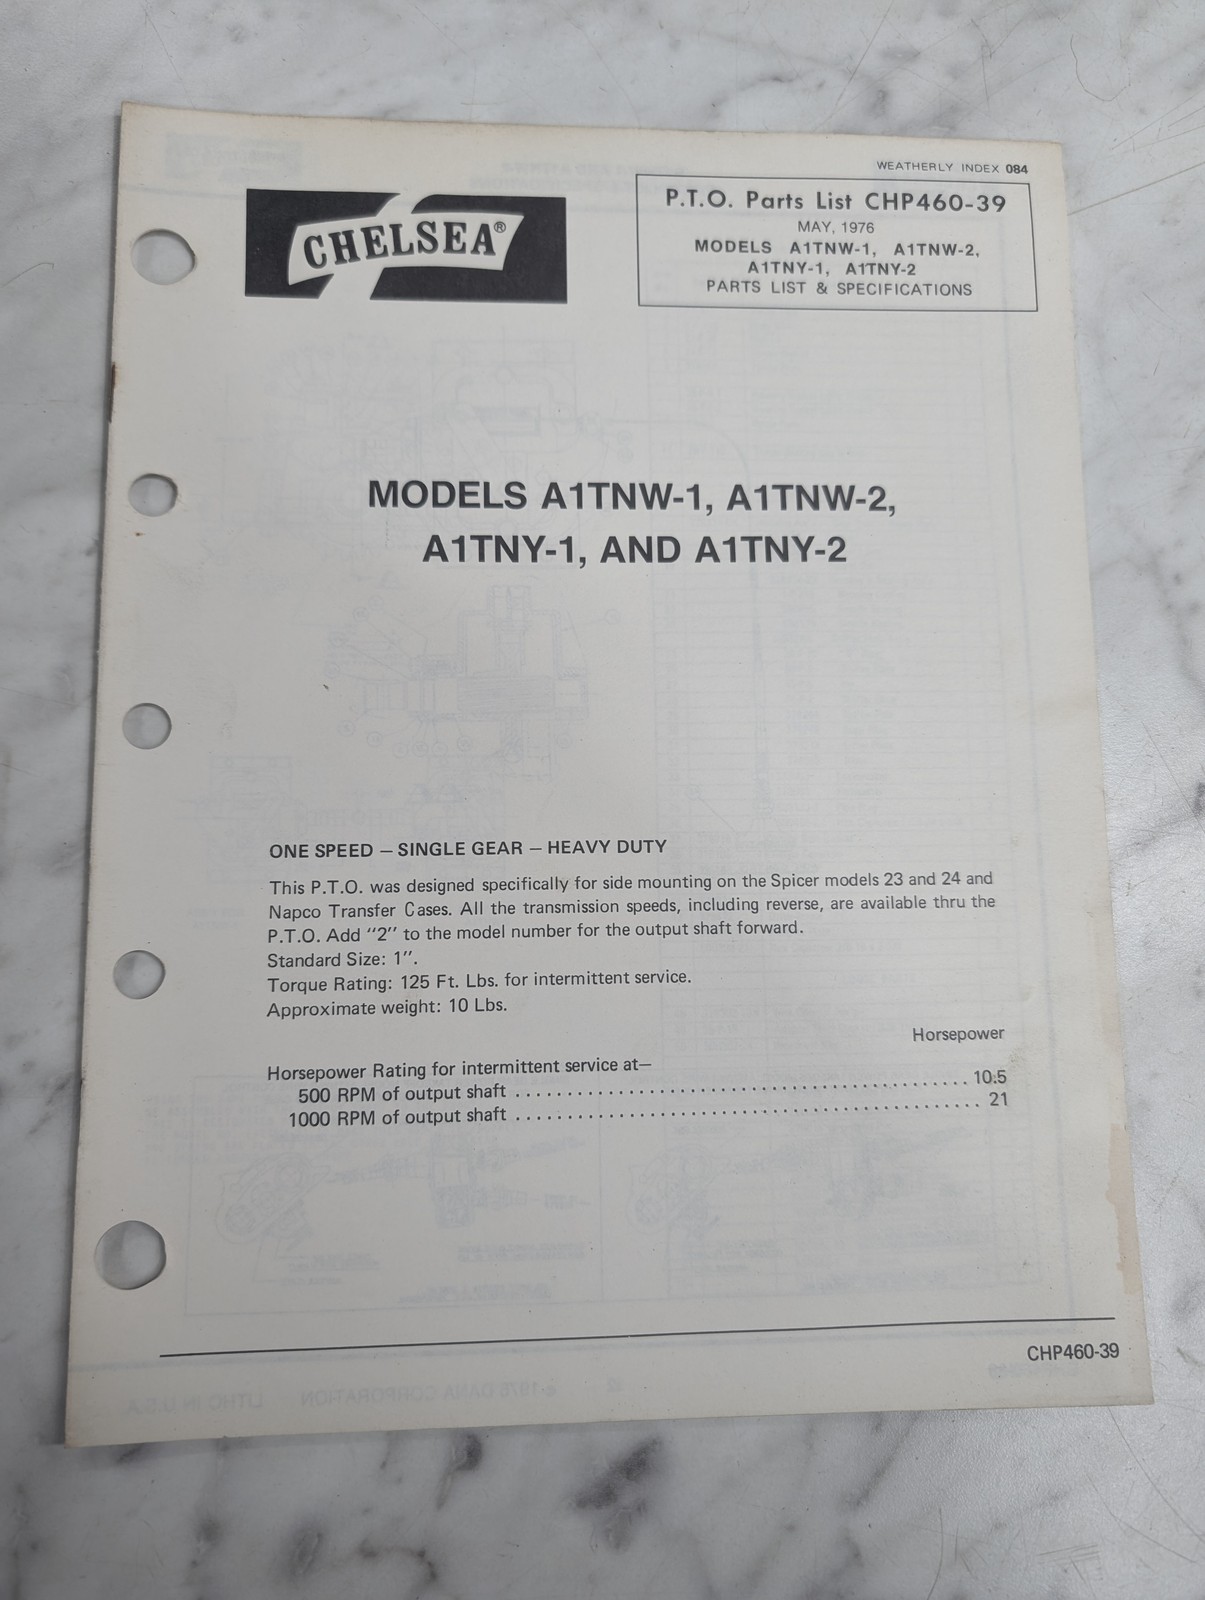 WEATHERLY INDEX 084
CHELSEA®
P.T.O. Parts List CHP460-39
MAY, 1976
MODELS A1TNW-1, A1TNW-2,
A1TNY-1, A1TNY-2
PARTS LIST & SPECIFICATIONS
MODELS A1TNW-1, A1TNW-2,
A1TNY-1, AND A1TNY-2
ONE SPEED – SINGLE GEAR – HEAVY DUTY
This P.T.O. was designed specifically for side mounting on the Spicer models 23 and 24 and
Napco Transfer Cases. All the transmission speeds, including reverse, are available thru the
P.T.O. Add "2" to the model number for the output shaft forward.
Standard Size: 1".
Torque Rating: 125 Ft. Lbs. for intermittent service.
Approximate weight: 10 Lbs.
Horsepower
Horsepower Rating for intermittent service at—
500 RPM of output shaft . . . . . . . . . . . . . . . . . . . . . . . . . . . . . . . . . . . . . . . . 10.5
1000 RPM of output shaft . . . . . . . . . . . . . . . . . . . . . . . . . . . . . . . . . . . . . . . . . 21
CHP460-39